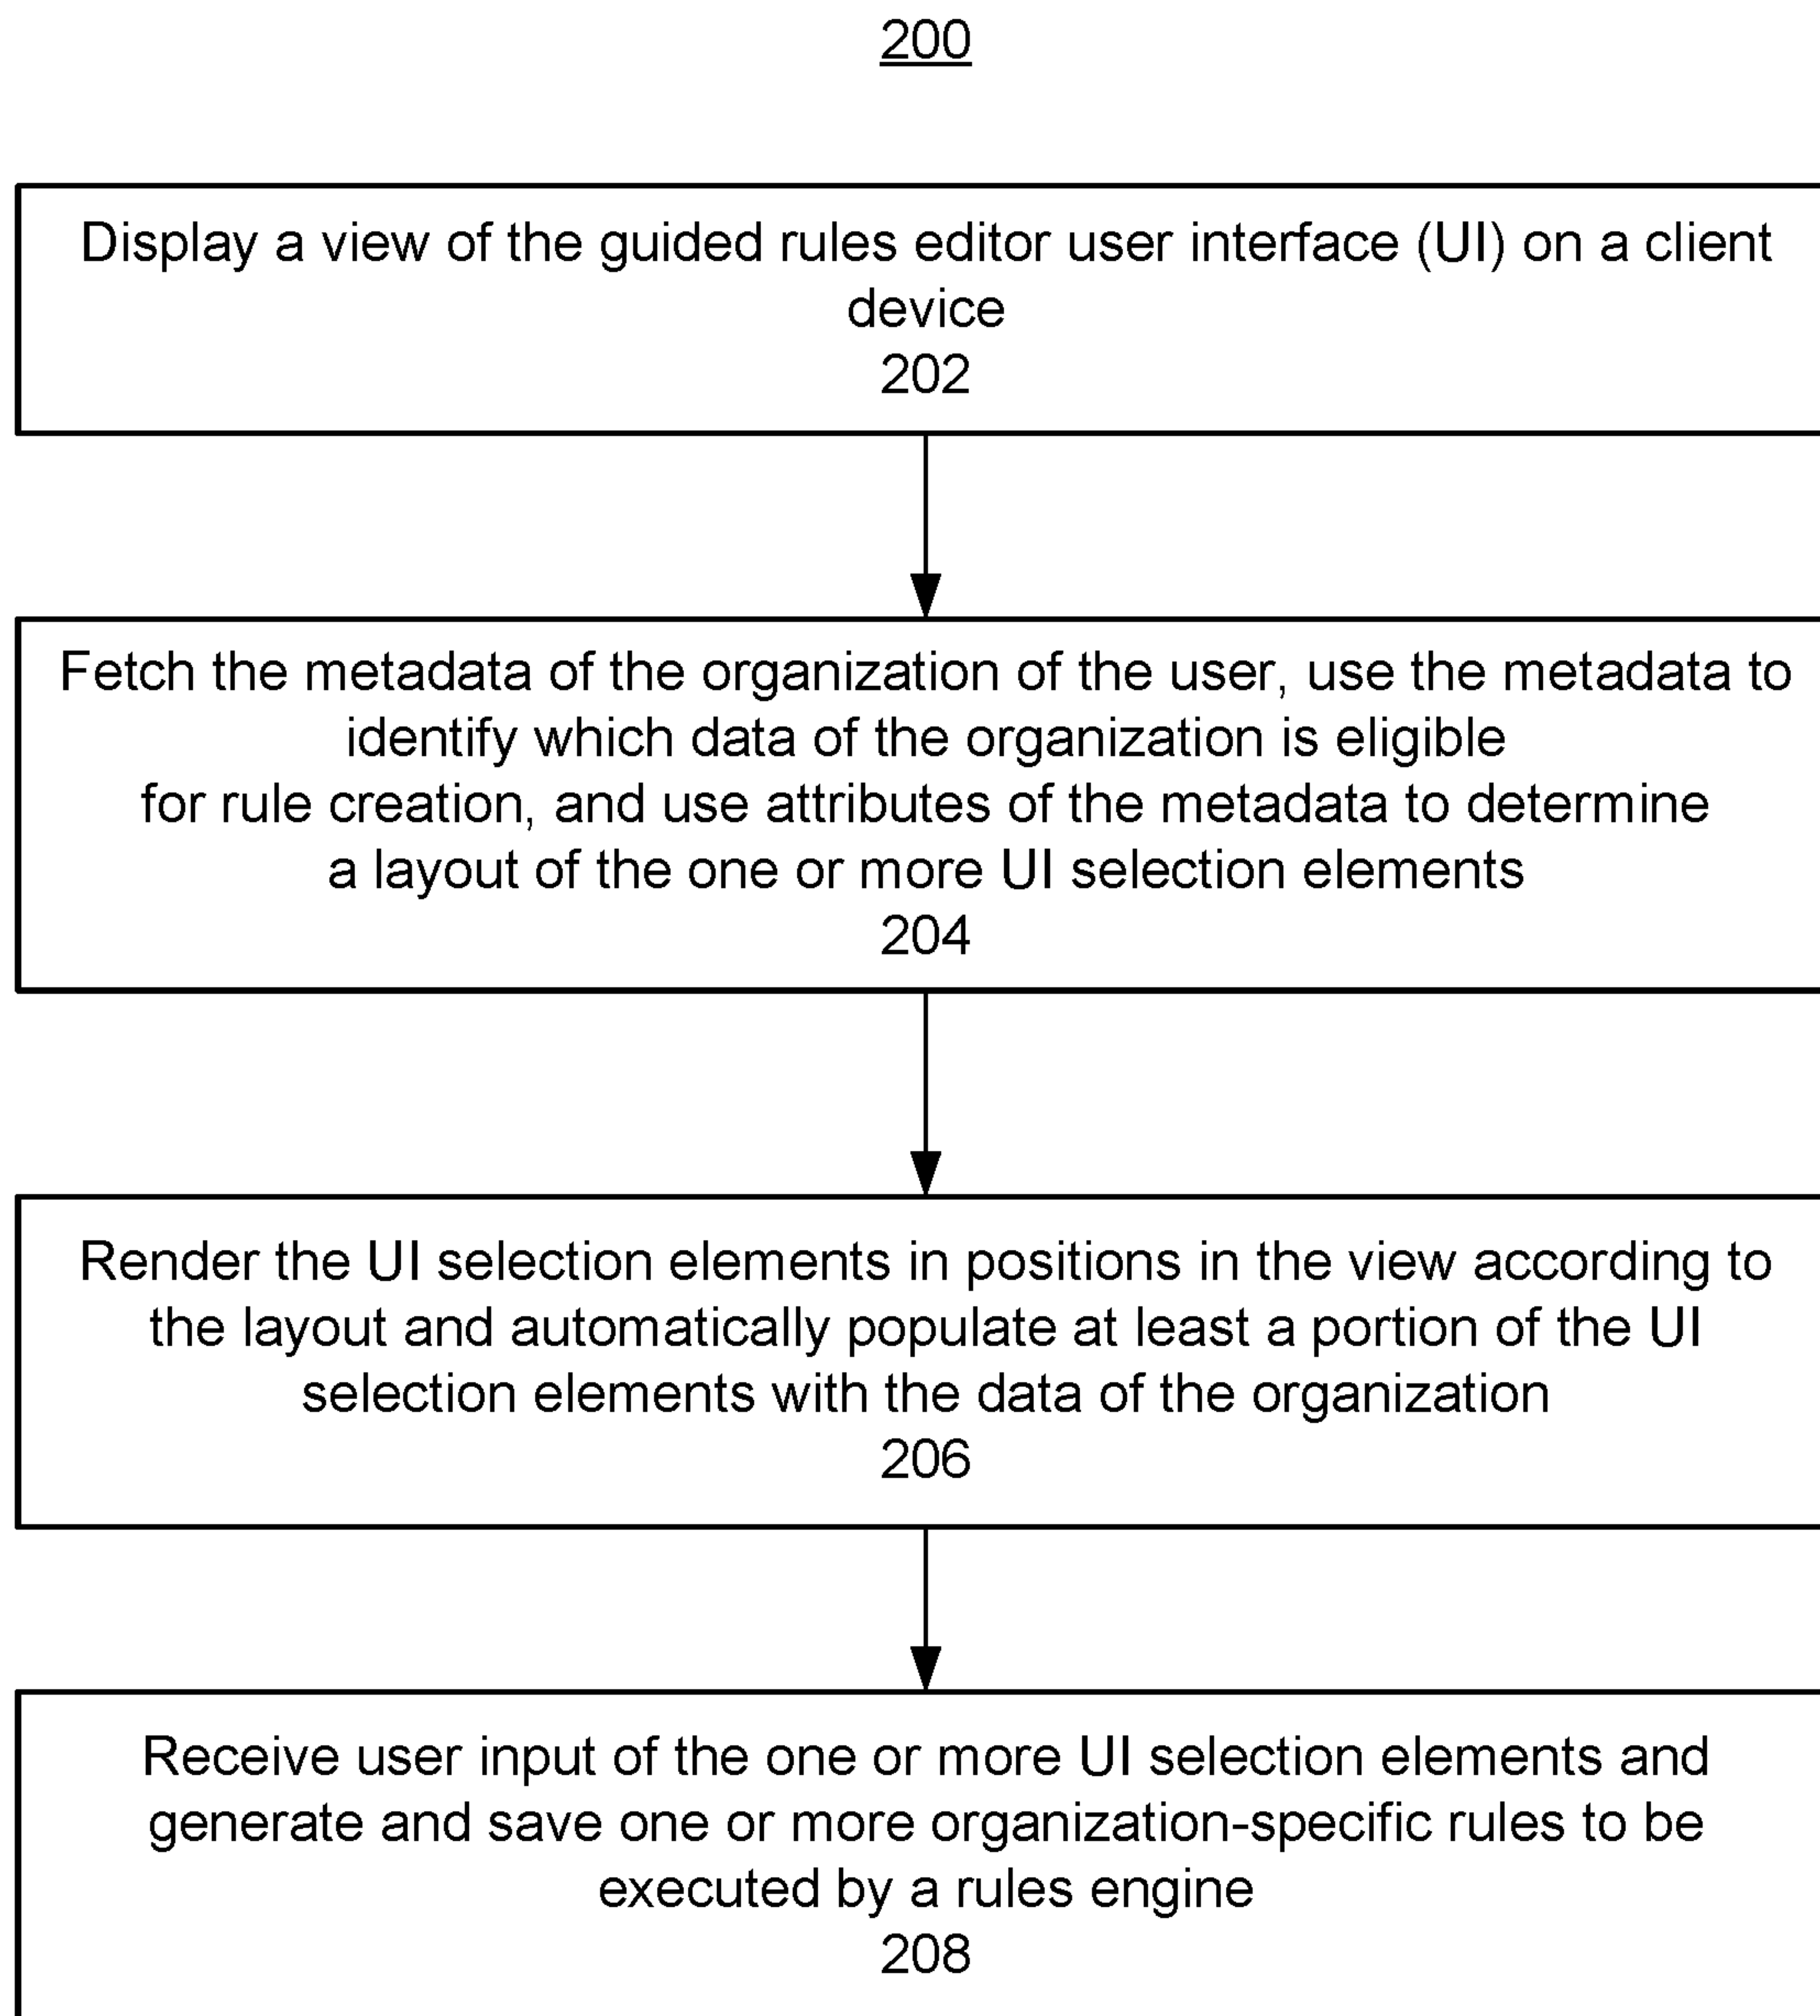 200
Display a view of the guided rules editor user interface (UI) on a client
device
202
Fetch the metadata of the organization of the user, use the metadata to
identify which data of the organization is eligible
for rule creation, and use attributes of the metadata to determine
a layout of the one or more UI selection elements
204
Render the UI selection elements in positions in the view according to
the layout and automatically populate at least a portion of the UI
selection elements with the data of the organization
206
Receive user input of the one or more UI selection elements and
generate and save one or more organization-specific rules to be
executed by a rules engine
208